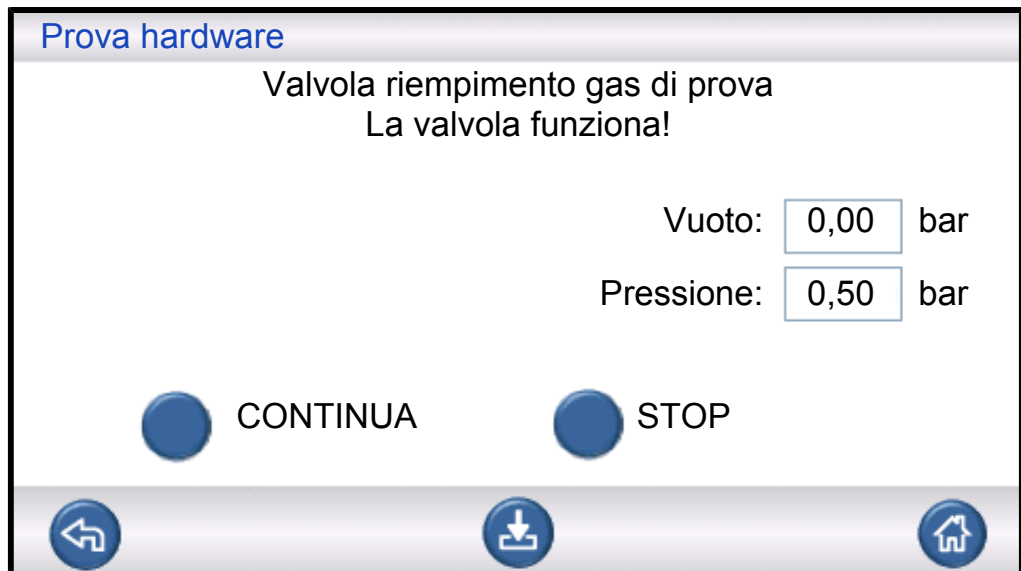 Prova hardware
Valvola riempimento gas di prova
La valvola funziona!
Vuoto: 0,00 bar
Pressione: 0,50 bar
CONTINUA STOP